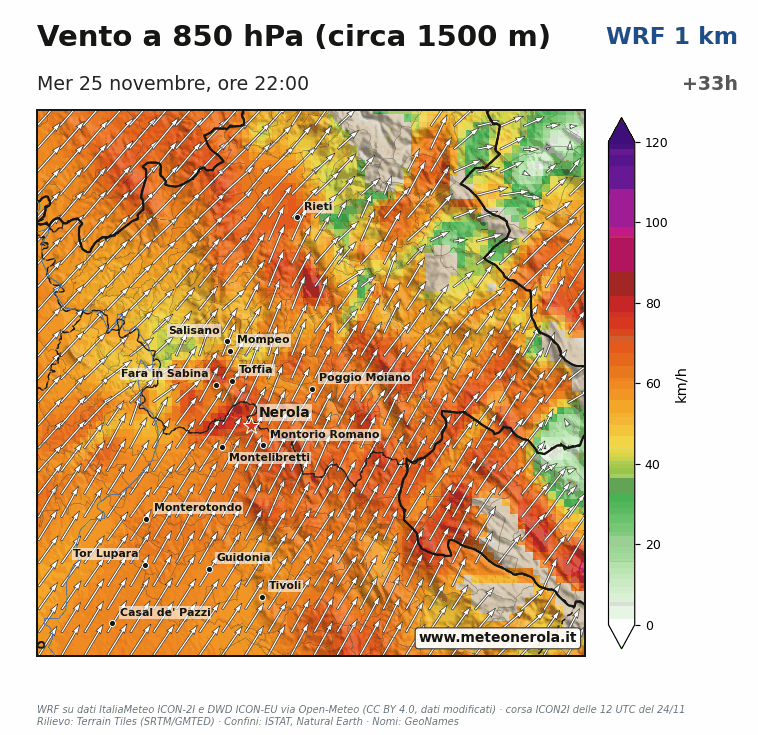 Vento a 850 hPa (circa 1500 m)
WRF 1 km
Mer 25 novembre, ore 22:00
+33h
Rieti
Salisano
Mompeo
Toffia
Fara in Sabina
Poggio Moiano
Nerola
Montorio Romano
Montelibretti
Monterotondo
Tor Lupara
Guidonia
Tivoli
Casal de' Pazzi
www.meteonerola.it
120
100
80
60
40
20
0
km/h
WRF su dati ItaliaMeteo ICON-2I e DWD ICON-EU via Open-Meteo (CC BY 4.0, dati modificati) · corsa ICON2I delle 12 UTC del 24/11
Rilievo: Terrain Tiles (SRTM/GMTED) · Confini: ISTAT, Natural Earth · Nomi: GeoNames